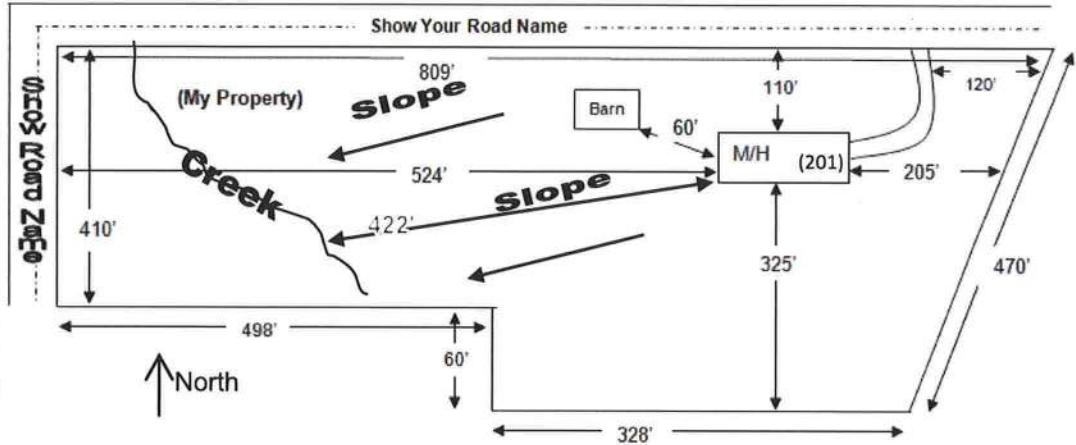 Show Your Road Name
Show Road Name
809'
(My Property)
Slope
110'
120'
Barn
60'
M/H
(201)
Creek
524'
205'
Slope
422'
410'
325'
470'
498'
60'
North
328'